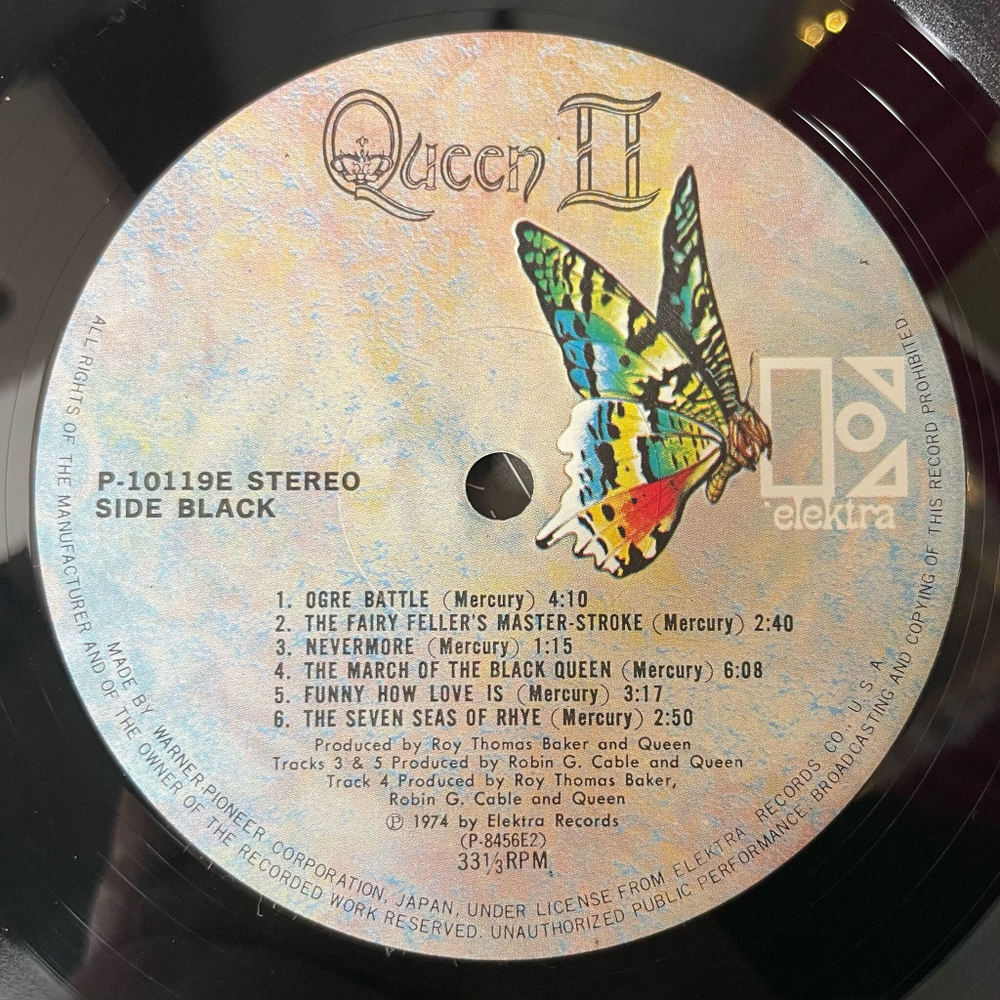 Queen II
elektra
P-10119E STEREO
SIDE BLACK
1. OGRE BATTLE (Mercury) 4:10
2. THE FAIRY FELLER'S MASTER-STROKE (Mercury) 2:40
3. NEVERMORE (Mercury) 1:15
4. THE MARCH OF THE BLACK QUEEN (Mercury) 6:08
5. FUNNY HOW LOVE IS (Mercury) 3:17
6. THE SEVEN SEAS OF RHYE (Mercury) 2:50
Produced by Roy Thomas Baker and Queen
Tracks 3 & 5 Produced by Robin G. Cable and Queen
Track 4 Produced by Roy Thomas Baker,
Robin G. Cable and Queen
℗ 1974 by Elektra Records
(P-8456E2)
33⅓RPM
MADE BY WARNER-PIONEER CORPORATION, JAPAN, UNDER LICENSE FROM ELEKTRA RECORDS CO., U. S. A.
ALL RIGHTS OF THE MANUFACTURER AND OF THE OWNER OF THE RECORDED WORK RESERVED. UNAUTHORIZED PUBLIC PERFORMANCE, BROADCASTING AND COPYING OF THIS RECORD PROHIBITED